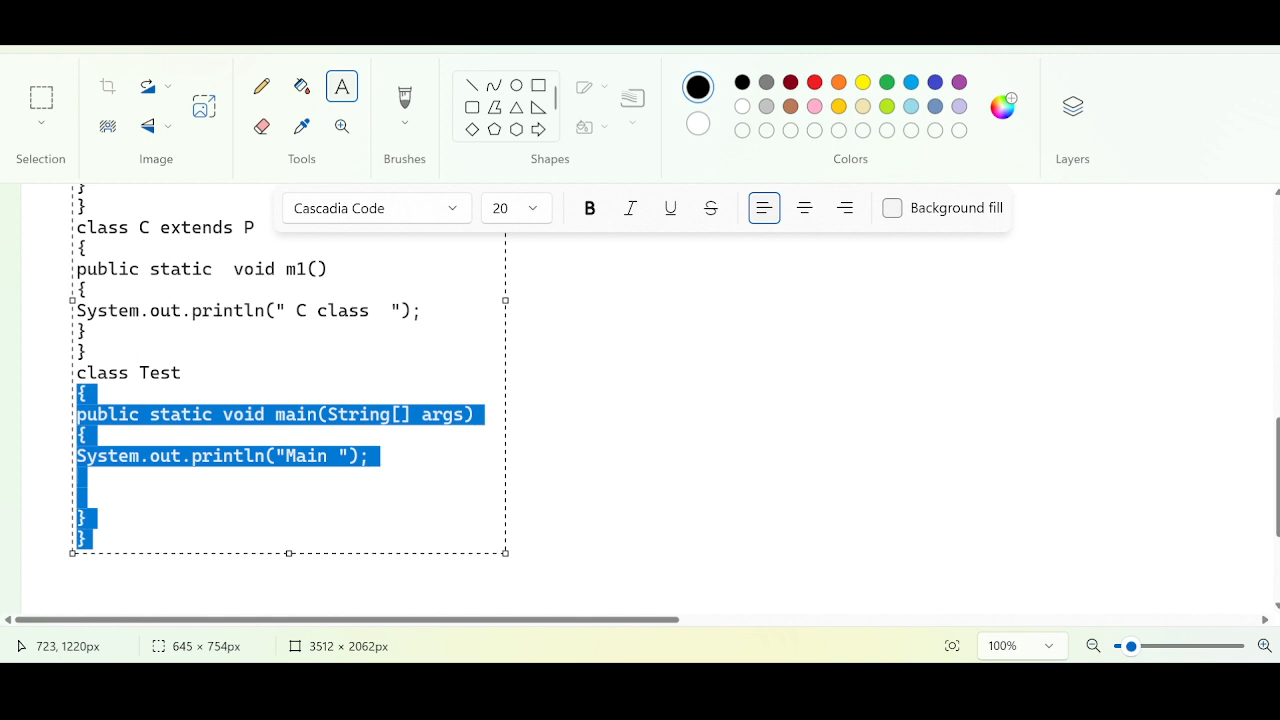 Selection
Image
Tools
Brushes
Shapes
Colors
Layers
Cascadia Code
20
B
I
U
S
Background fill
}
}
class C extends P
{
public static  void m1()
{
System.out.println(" C class  ");
}
}
class Test
{
public static void main(String[] args)
{
System.out.println("Main ");
}
}
723, 1220px
645 × 754px
3512 × 2062px
100%